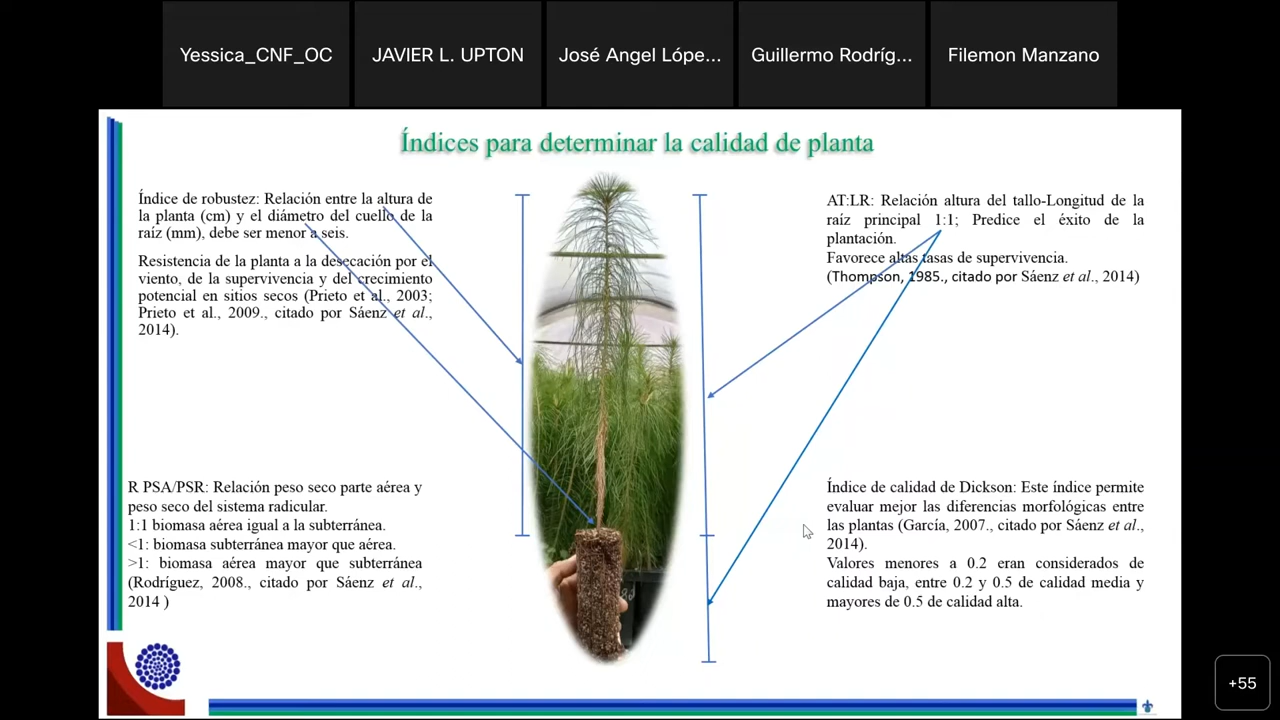 Yessica_CNF_OC
JAVIER L. UPTON
José Angel Lópe...
Guillermo Rodríg...
Filemon Manzano
Índices para determinar la calidad de planta
Índice de robustez: Relación entre la altura de
la planta (cm) y el diámetro del cuello de la
raíz (mm), debe ser menor a seis.
Resistencia de la planta a la desecación por el
viento, de la supervivencia y del crecimiento
potencial en sitios secos (Prieto et al., 2003;
Prieto et al., 2009., citado por Sáenz et al.,
2014).
AT:LR: Relación altura del tallo-Longitud de la
raíz principal 1:1; Predice el éxito de la
plantación.
Favorece altas tasas de supervivencia.
(Thompson, 1985., citado por Sáenz et al., 2014)
R PSA/PSR: Relación peso seco parte aérea y
peso seco del sistema radicular.
1:1 biomasa aérea igual a la subterránea.
<1: biomasa subterránea mayor que aérea.
>1: biomasa aérea mayor que subterránea
(Rodríguez, 2008., citado por Sáenz et al.,
2014 )
Índice de calidad de Dickson: Este índice permite
evaluar mejor las diferencias morfológicas entre
las plantas (García, 2007., citado por Sáenz et al.,
2014).
Valores menores a 0.2 eran considerados de
calidad baja, entre 0.2 y 0.5 de calidad media y
mayores de 0.5 de calidad alta.
+55